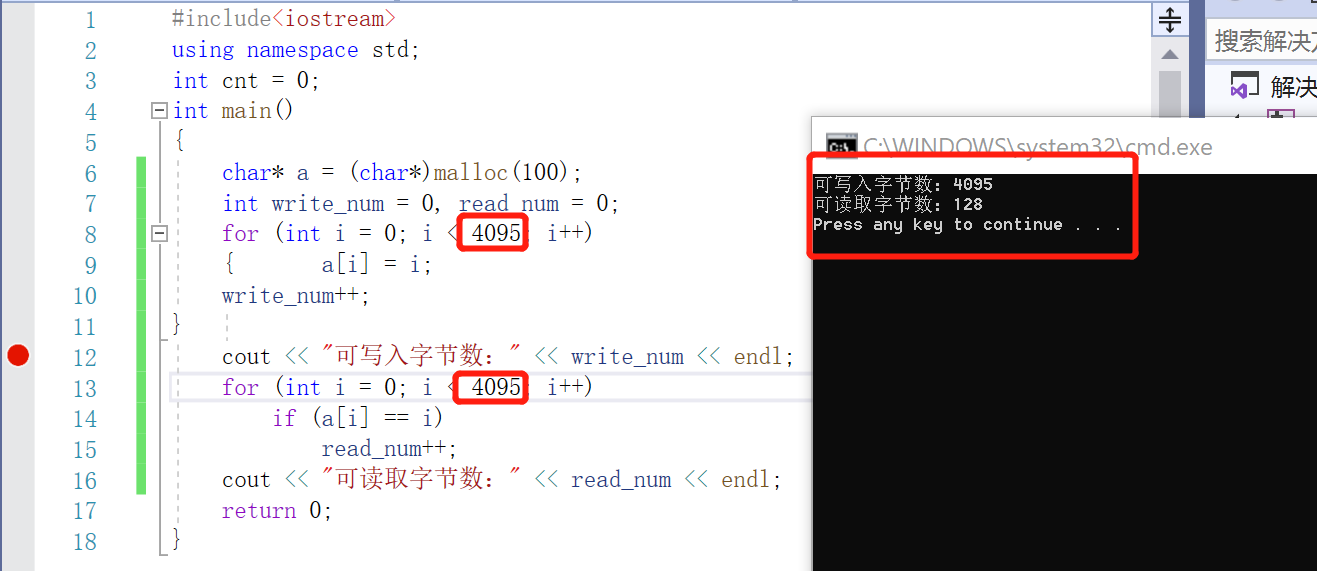 1 #include<iostream>
2 using namespace std;
3 int cnt = 0;
4 int main()
5 {
6 char* a = (char*)malloc(100);
7 int write_num = 0, read_num = 0;
8 for (int i = 0; i < 4095; i++)
9 { a[i] = i;
10 write_num++;
11 }
12 cout << "可写入字节数：" << write_num << endl;
13 for (int i = 0; i < 4095; i++)
14 if (a[i] == i)
15 read_num++;
16 cout << "可读取字节数：" << read_num << endl;
17 return 0;
18 }
搜索解决方
解决
C:\WINDOWS\system32\cmd.exe
可写入字节数：4095
可读取字节数：128
Press any key to continue . . .